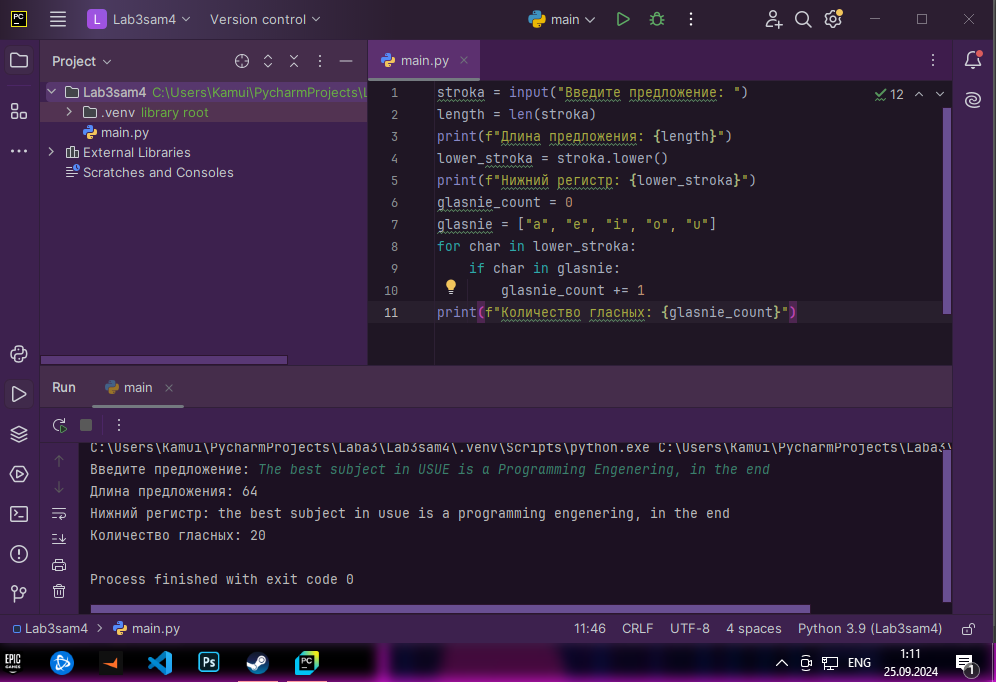 PC
L Lab3sam4 Version control main
Project
main.py
Lab3sam4 C:\Users\Kamui\PycharmProjects\L
.venv library root
main.py
External Libraries
Scratches and Consoles
12
1 stroka = input("Введите предложение: ")
2 length = len(stroka)
3 print(f"Длина предложения: {length}")
4 lower_stroka = stroka.lower()
5 print(f"Нижний регистр: {lower_stroka}")
6 glasnie_count = 0
7 glasnie = ["a", "e", "i", "o", "u"]
8 for char in lower_stroka:
9 if char in glasnie:
10 glasnie_count += 1
11 print(f"Количество гласных: {glasnie_count}")
Run main
C:\Users\Kamui\PycharmProjects\Laba3\Lab3sam4\.venv\Scripts\python.exe C:\Users\Kamui\PycharmProjects\Laba3\
Введите предложение: The best subject in USUE is a Programming Engenering, in the end
Длина предложения: 64
Нижний регистр: the best subject in usue is a programming engenering, in the end
Количество гласных: 20
Process finished with exit code 0
Lab3sam4 main.py 11:46 CRLF UTF-8 4 spaces Python 3.9 (Lab3sam4)
EPIC GAMES Ps PC ENG 1:11
25.09.2024 1